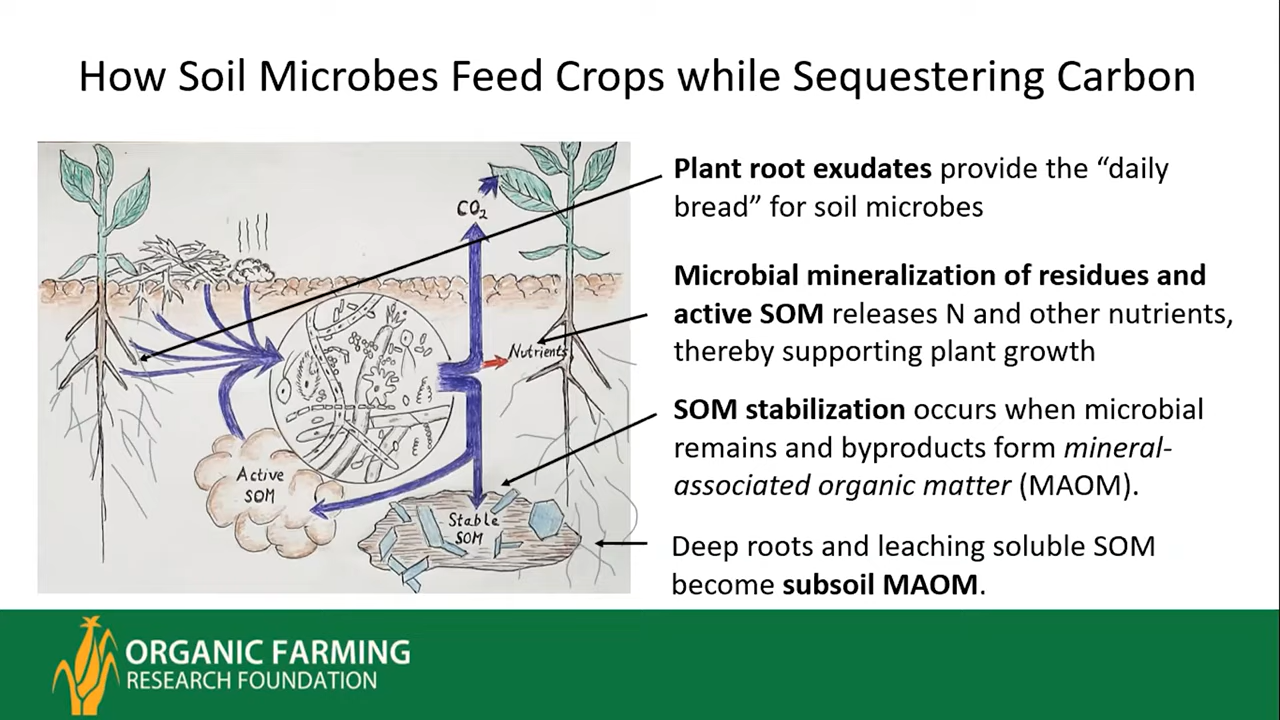 How Soil Microbes Feed Crops while Sequestering Carbon
Plant root exudates provide the “daily
bread” for soil microbes
Microbial mineralization of residues and
active SOM releases N and other nutrients,
thereby supporting plant growth
SOM stabilization occurs when microbial
remains and byproducts form mineral-
associated organic matter (MAOM).
Deep roots and leaching soluble SOM
become subsoil MAOM.
CO2
Nutrients
Active
SOM
Stable
SOM
ORGANIC FARMING
RESEARCH FOUNDATION